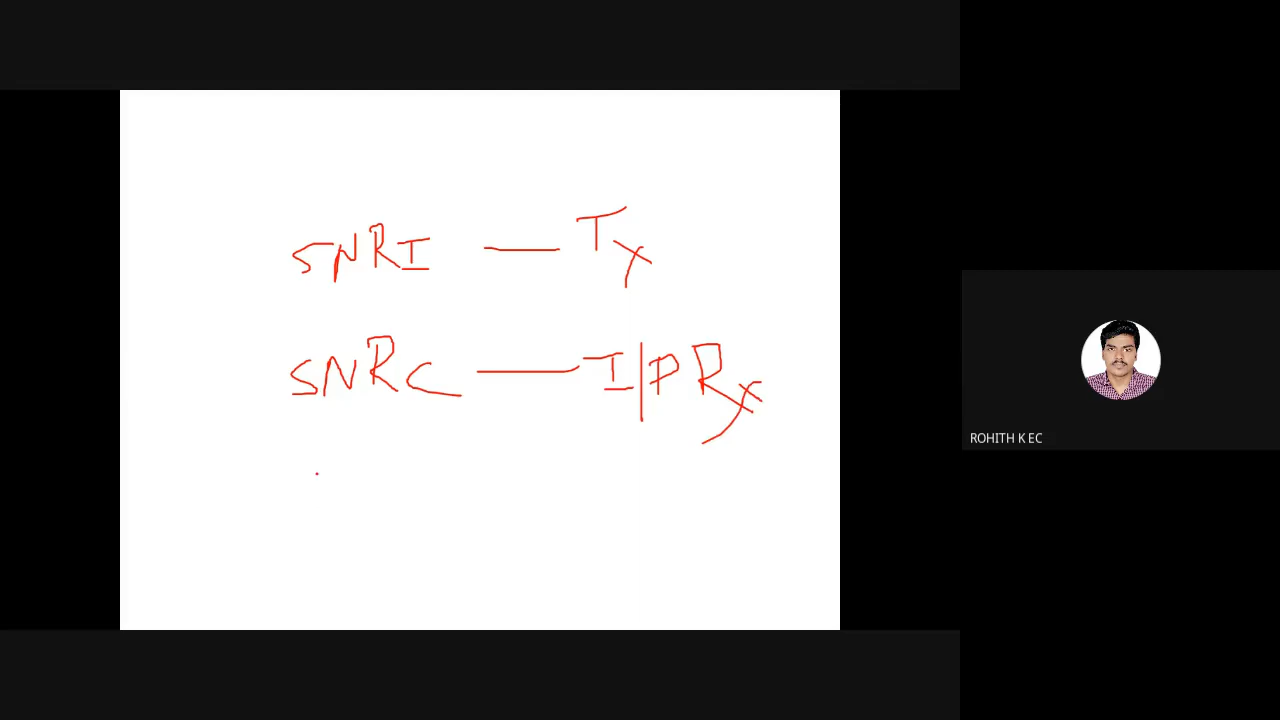 SNRI — Tx
SNRC — I/P Rx
ROHITH K EC